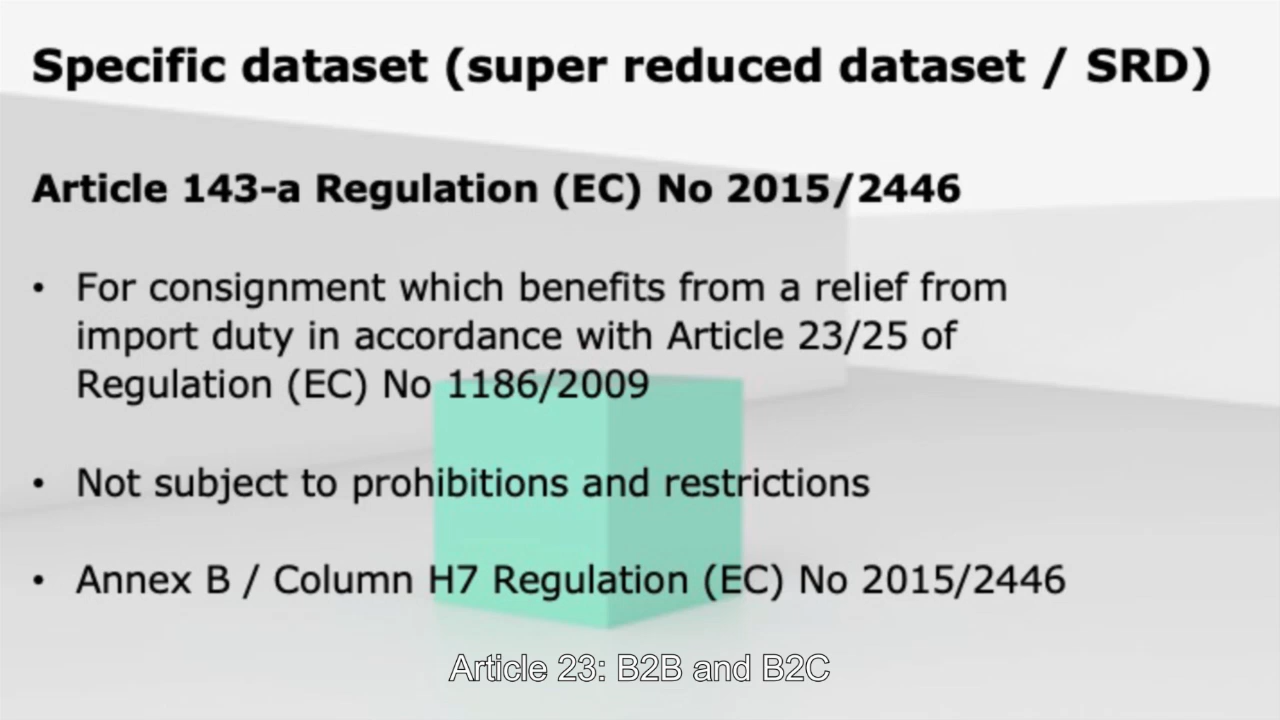 Specific dataset (super reduced dataset / SRD)
Article 143-a Regulation (EC) No 2015/2446
• For consignment which benefits from a relief from
import duty in accordance with Article 23/25 of
Regulation (EC) No 1186/2009
• Not subject to prohibitions and restrictions
• Annex B / Column H7 Regulation (EC) No 2015/2446
Article 23: B2B and B2C